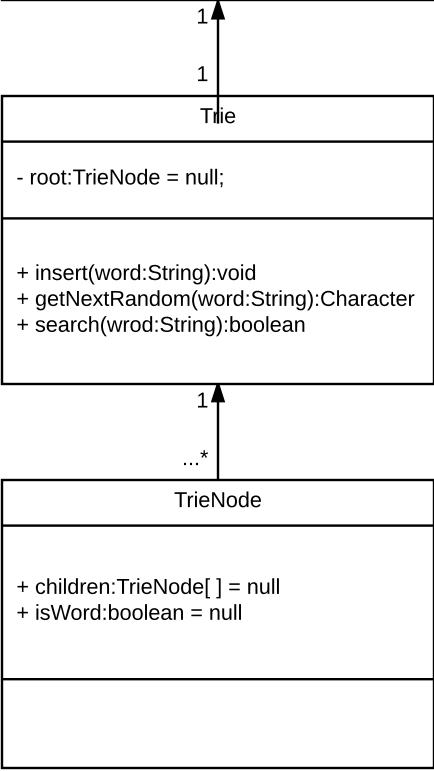 1
1
Trie
- root:TrieNode = null;
+ insert(word:String):void
+ getNextRandom(word:String):Character
+ search(wrod:String):boolean
1
...*
TrieNode
+ children:TrieNode[ ] = null
+ isWord:boolean = null